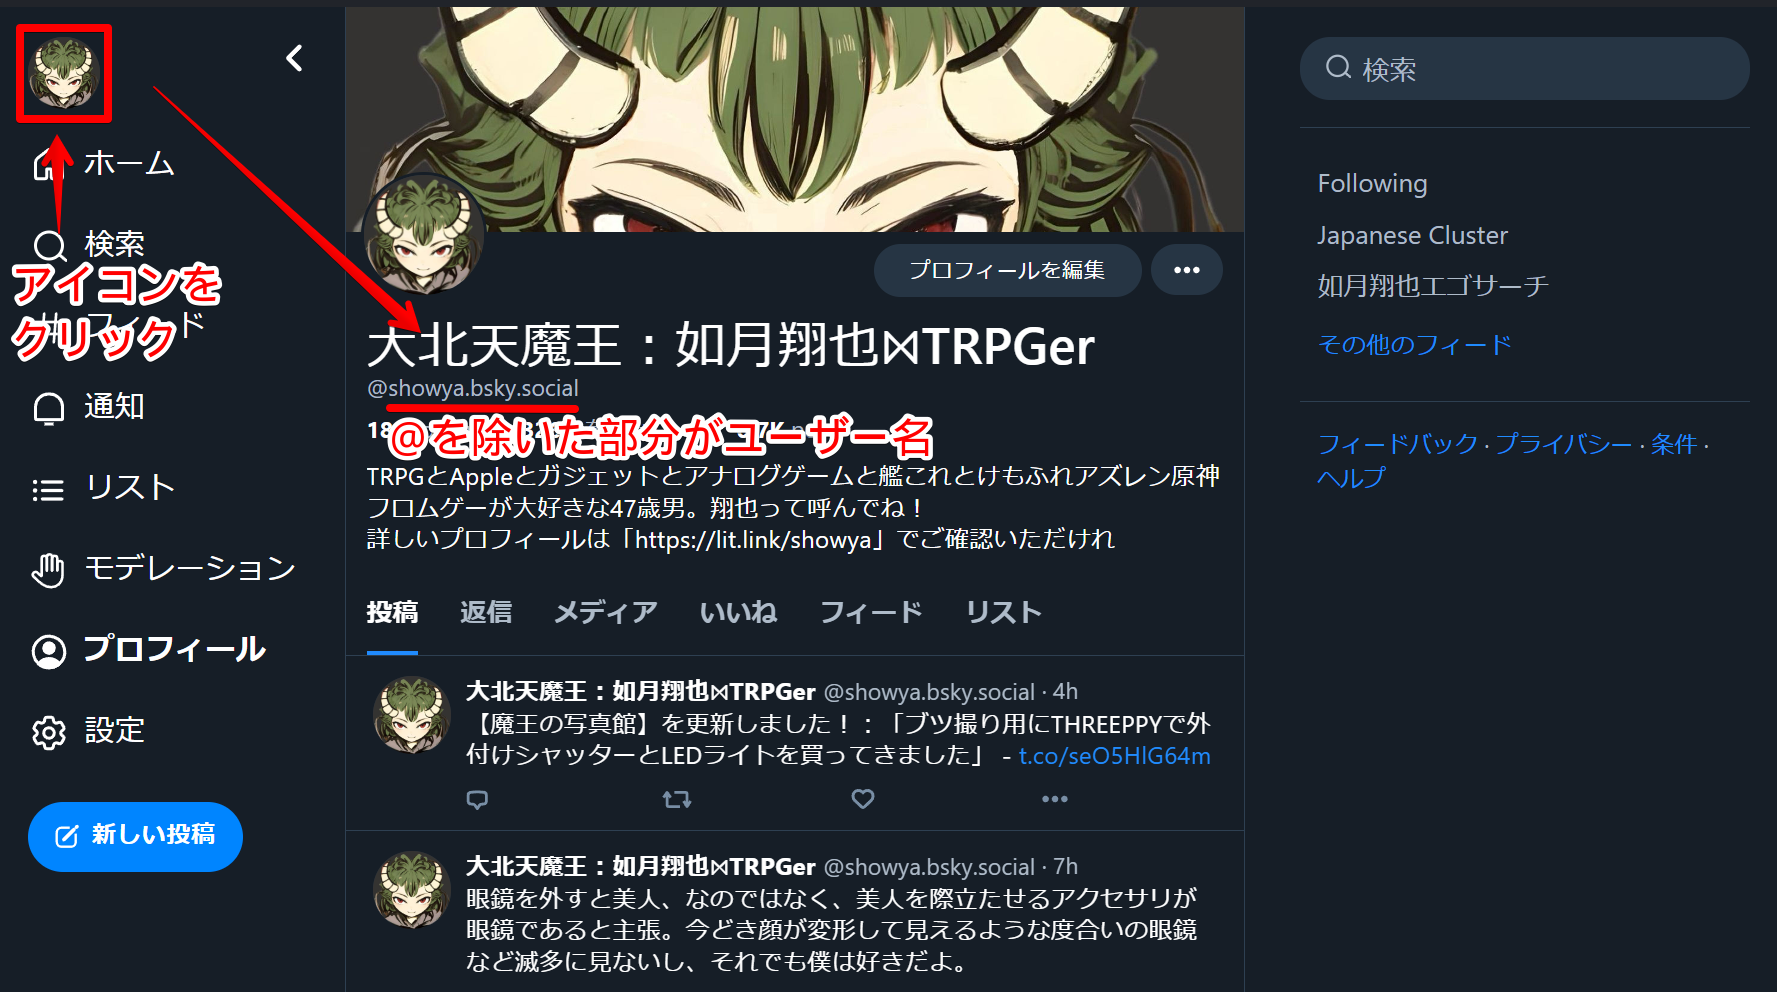 ホーム
検索
アイコンを
クリック
フィード
通知
リスト
モデレーション
プロフィール
設定
新しい投稿
プロフィールを編集
大北天魔王：如月翔也⋈TRPGer
@showya.bsky.social
@を除いた部分がユーザー名
TRPGとAppleとガジェットとアナログゲームと艦これとけもふれアズレン原神
フロムゲーが大好きな47歳男。翔也って呼んでね！
詳しいプロフィールは「https://lit.link/showya」でご確認いただけれ
投稿 返信 メディア いいね フィード リスト
大北天魔王：如月翔也⋈TRPGer @showya.bsky.social · 4h
【魔王の写真館】を更新しました！：「ブツ撮り用にTHREEPPYで外
付けシャッターとLEDライトを買ってきました」 - t.co/seO5HlG64m
大北天魔王：如月翔也⋈TRPGer @showya.bsky.social · 7h
眼鏡を外すと美人、なのではなく、美人を際立たせるアクセサリが
眼鏡であると主張。今どき顔が変形して見えるような度合いの眼鏡
など滅多に見ないし、それでも僕は好きだよ。
検索
Following
Japanese Cluster
如月翔也エゴサーチ
その他のフィード
フィードバック · プライバシー · 条件 ·
ヘルプ